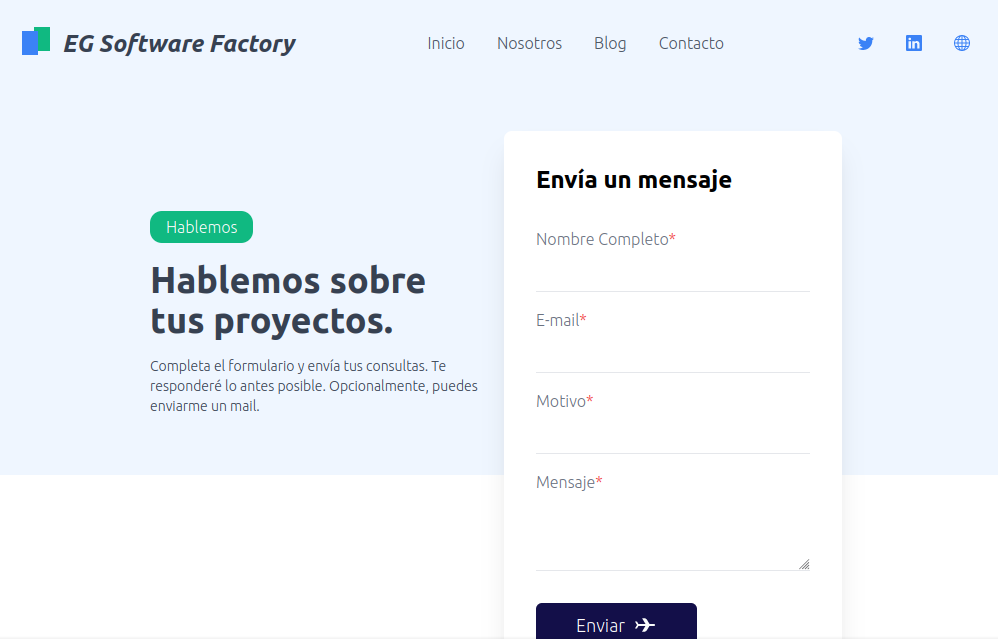 EG Software Factory
Inicio
Nosotros
Blog
Contacto
Hablemos
Hablemos sobre
tus proyectos.
Completa el formulario y envía tus consultas. Te
responderé lo antes posible. Opcionalmente, puedes
enviarme un mail.
Envía un mensaje
Nombre Completo*
E-mail*
Motivo*
Mensaje*
Enviar